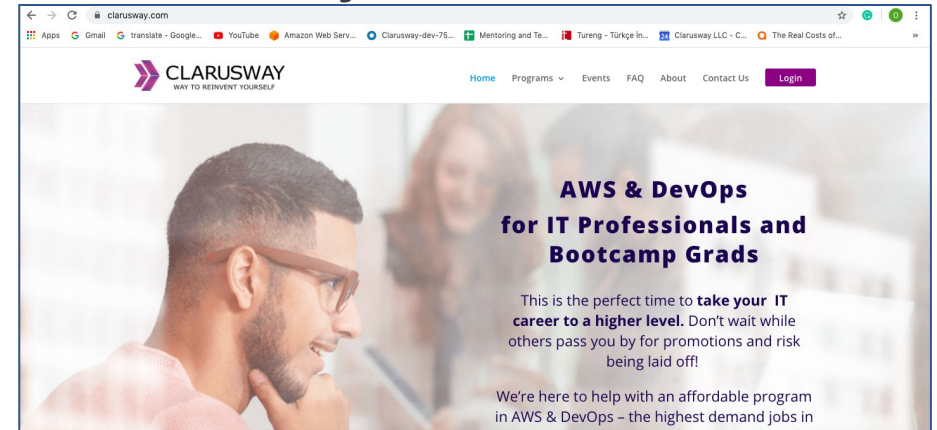 clarusway.com
Apps Gmail translate - Google... YouTube Amazon Web Serv... Clarusway-dev-75... Mentoring and Te... Tureng - Türkçe İn... Clarusway LLC - C... The Real Costs of... »
CLARUSWAY
WAY TO REINVENT YOURSELF
Home Programs Events FAQ About Contact Us Login
AWS & DevOps
for IT Professionals and
Bootcamp Grads
This is the perfect time to take your IT
career to a higher level. Don't wait while
others pass you by for promotions and risk
being laid off!
We're here to help with an affordable program
in AWS & DevOps – the highest demand jobs in